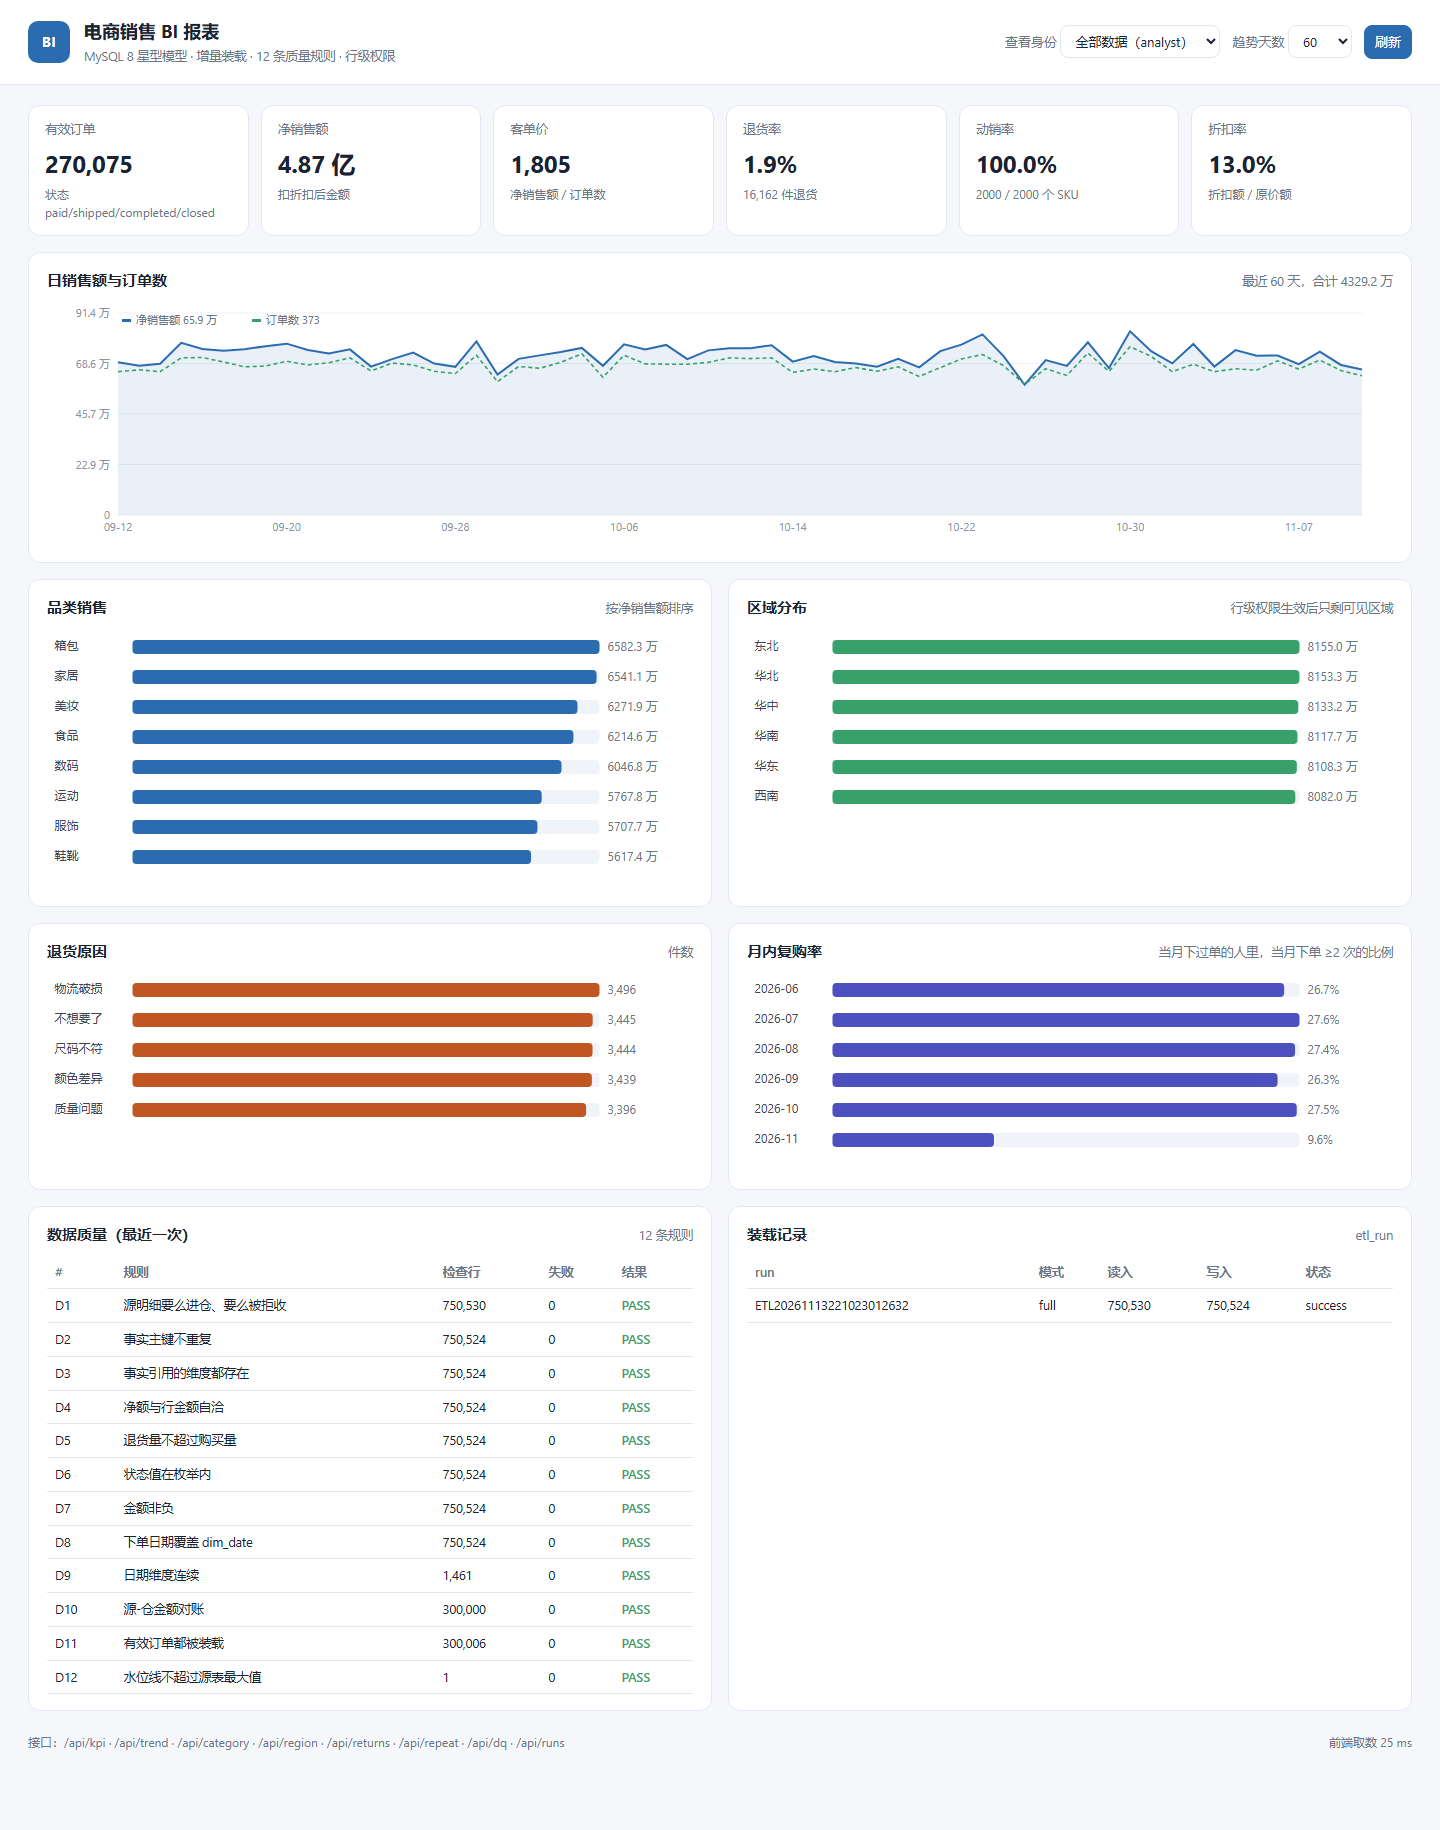 BI
电商销售 BI 报表
MySQL 8 星型模型 · 增量装载 · 12 条质量规则 · 行级权限
查看身份 全部数据（analyst） 趋势天数 60 刷新
有效订单
270,075
状态
paid/shipped/completed/closed
净销售额
4.87 亿
扣折扣后金额
客单价
1,805
净销售额 / 订单数
退货率
1.9%
16,162 件退货
动销率
100.0%
2000 / 2000 个 SKU
折扣率
13.0%
折扣额 / 原价额
日销售额与订单数
最近 60 天，合计 4329.2 万
净销售额 65.9 万 订单数 373
91.4 万
68.6 万
45.7 万
22.9 万
0
09-12 09-20 09-28 10-06 10-14 10-22 10-30 11-07
品类销售 按净销售额排序
箱包 6582.3 万
家居 6541.1 万
美妆 6271.9 万
食品 6214.6 万
数码 6046.8 万
运动 5767.8 万
服饰 5707.7 万
鞋靴 5617.4 万
区域分布 行级权限生效后只剩可见区域
东北 8155.0 万
华北 8153.3 万
华中 8133.2 万
华南 8117.7 万
华东 8108.3 万
西南 8082.0 万
退货原因 件数
物流破损 3,496
不想要了 3,445
尺码不符 3,444
颜色差异 3,439
质量问题 3,396
月内复购率 当月下过单的人里，当月下单 ≥2 次的比例
2026-06 26.7%
2026-07 27.6%
2026-08 27.4%
2026-09 26.3%
2026-10 27.5%
2026-11 9.6%
数据质量（最近一次） 12 条规则
# 规则 检查行 失败 结果
D1 源明细要么进仓、要么被拒收 750,530 0 PASS
D2 事实主键不重复 750,524 0 PASS
D3 事实引用的维度都存在 750,524 0 PASS
D4 净额与行金额自洽 750,524 0 PASS
D5 退货量不超过购买量 750,524 0 PASS
D6 状态值在枚举内 750,524 0 PASS
D7 金额非负 750,524 0 PASS
D8 下单日期覆盖 dim_date 750,524 0 PASS
D9 日期维度连续 1,461 0 PASS
D10 源-仓金额对账 300,000 0 PASS
D11 有效订单都被装载 300,006 0 PASS
D12 水位线不超过源表最大值 1 0 PASS
装载记录 etl_run
run 模式 读入 写入 状态
ETL20261113221023012632 full 750,530 750,524 success
接口：/api/kpi · /api/trend · /api/category · /api/region · /api/returns · /api/repeat · /api/dq · /api/runs
前端取数 25 ms